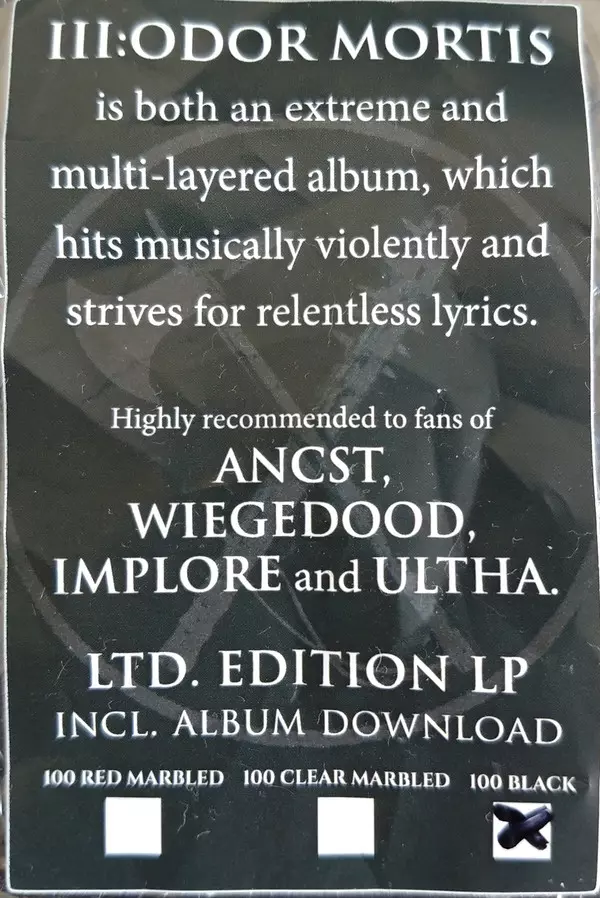 III:ODOR MORTIS
is both an extreme and
multi-layered album, which
hits musically violently and
strives for relentless lyrics.
Highly recommended to fans of
ANCST,
WIEGEDOOD,
IMPLORE and ULTHA.
LTD. EDITION LP
INCL. ALBUM DOWNLOAD
100 RED MARBLED 100 CLEAR MARBLED 100 BLACK